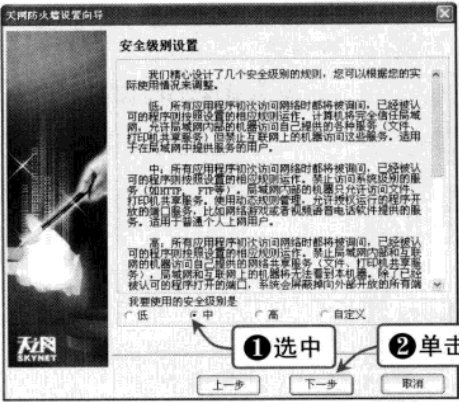 天网防火墙设置向导
安全级别设置
我们精心设计了几个安全级别的规则，您可以根据您的实
际使用情况来调整。
低：所有应用程序初次访问网络时都将被询问，已经被认
可的程序则按照设置的相应规则运作。计算机将完全信任局域
网，允许局域网内部的机器访问自己提供的各种服务（文件、
打印机共享服务）但禁止互联网上的机器访问这些服务。适用
于在局域网中提供服务的用户。
中：所有应用程序初次访问网络时都将被询问，已经被认
可的程序则按照设置的相应规则运作。禁止访问系统级别的服
务（如HTTP、FTP等）。局域网内部的机器只允许访问文件、
打印机共享服务。使用动态规则管理，允许授权运行的程序开
放的端口服务，比如网络游戏或者视频语音电话软件提供的服
务。适用于普通个人上网用户。
高：所有应用程序初次访问网络时都将被询问，已经被认
可的程序则按照设置的相应规则运作。禁止局域网内部和互联
网的机器访问自己提供的网络共享服务（文件、打印机共享服
务），局域网和互联网上的机器将无法看到本机器。除了已经
被认可的程序打开的端口，系统会屏蔽掉向外部开放的所有端
我要使用的安全级别是
低 中 高 自定义
❶选中 ❷单击
天网
SKYNET
上一步 下一步 取消